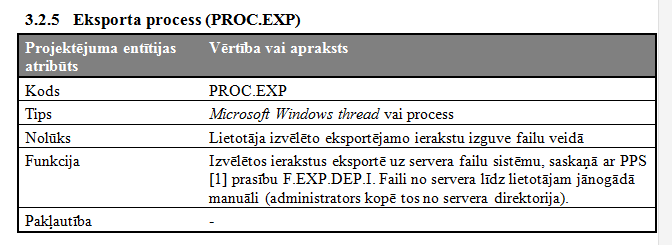 3.2.5 Eksporta process (PROC.EXP)
Projektējuma entītijas Vērtība vai apraksts
atribūts
Kods PROC.EXP
Tips Microsoft Windows thread vai process
Nolūks Lietotāja izvēlēto eksportējamo ierakstu izguve failu veidā
Funkcija Izvēlētos ierakstus eksportē uz servera failu sistēmu, saskaņā ar PPS
[1] prasību F.EXP.DEP.I. Faili no servera līdz lietotājam jānogādā
manuāli (administrators kopē tos no servera direktorija).
Pakļautība -